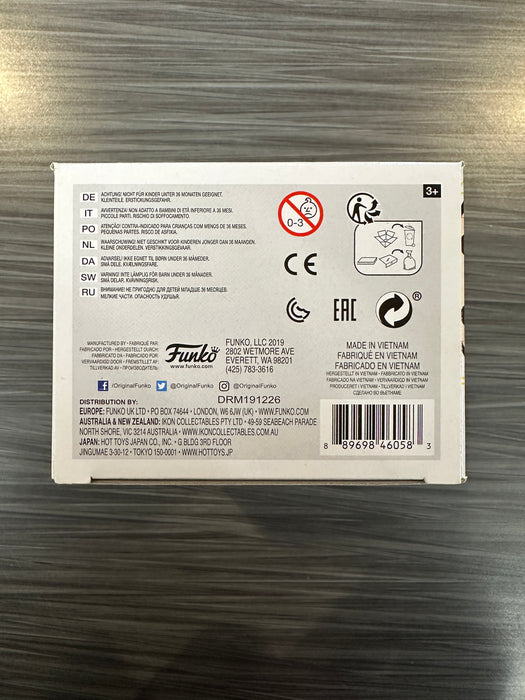 DE ACHTUNG! NICHT FÜR KINDER UNTER 36 MONATEN GEEIGNET.
KLEINTEILE. ERSTICKUNGSGEFAHR.
IT AVVERTENZA! NON ADATTO A BAMBINI DI ETÀ INFERIORE A 36 MESI.
PICCOLE PARTI. RISCHIO DI SOFFOCAMENTO.
PO ATENÇÃO! CONTRA-INDICADO PARA CRIANÇAS COM MENOS DE 36 MESES.
PEQUENAS PARTES. RISCO DE ASFIXIA.
NL WAARSCHUWING! NIET GESCHIKT VOOR KINDEREN JONGER DAN 36 MAANDEN.
KLEINE ONDERDELEN. VERSTIKKINGSGEVAAR.
DA ADVARSEL! IKKE EGNET TIL BØRN UNDER 36 MÅNEDER.
SMÅ DELE. KVÆLNINGSFARE.
SW VARNING! INTE LÄMPLIG FÖR BARN UNDER 36 MÅNADER.
SMÅ DELAR. KVÄVNINGSRISK.
RU ВНИМАНИЕ! НЕ ПРИГОДНО ДЛЯ ДЕТЕЙ МЛАДШЕ 36 МЕСЯЦЕВ.
МЕЛКИЕ ЧАСТИ. ОПАСНОСТЬ УДУШЬЯ.
0-3
3+
CE
EAC
®
MANUFACTURED BY • FABRIQUÉ PAR
FABRICADO POR • HERGESTELLT DURCH
FABBRICATO DA • FABRICADO POR
VERVAARDIGD DOOR • FREMSTILLET AF
TILLVERKAD AV •
Funko
www.funko.com
FUNKO, LLC 2019
2802 WETMORE AVE
EVERETT, WA 98201
(425) 783-3616
MADE IN VIETNAM
FABRIQUÉ EN VIETNAM
FABRICADO EN VIETNAM
HERGESTELLT IN VIETNAM • FABBRICATO IN VIETNAM
FABRICADO NA VIETNAM • VERVAARDIGD IN VIETNAM
PRODUCERET I VIETNAM • TILLVERKAD I VIETNAM
СДЕЛАНО ВО ВЬЕТНАМЕ
/OriginalFunko @OriginalFunko @OriginalFunko
DRM191226
DISTRIBUTION BY:
EUROPE: FUNKO UK LTD • PO BOX 74644 • LONDON, W6 6JW (UK) • WWW.FUNKO.COM
AUSTRALIA & NEW ZEALAND: IKON COLLECTABLES PTY LTD • 49-59 SEABEACH PARADE
NORTH SHORE, VIC 3214 AUSTRALIA • WWW.IKONCOLLECTABLES.COM.AU
JAPAN: HOT TOYS JAPAN CO., INC. • G BLDG 3RD FLOOR
JINGUMAE 3-30-12 • TOKYO 150-0001 • WWW.HOTTOYS.JP
8 89698 46058 3